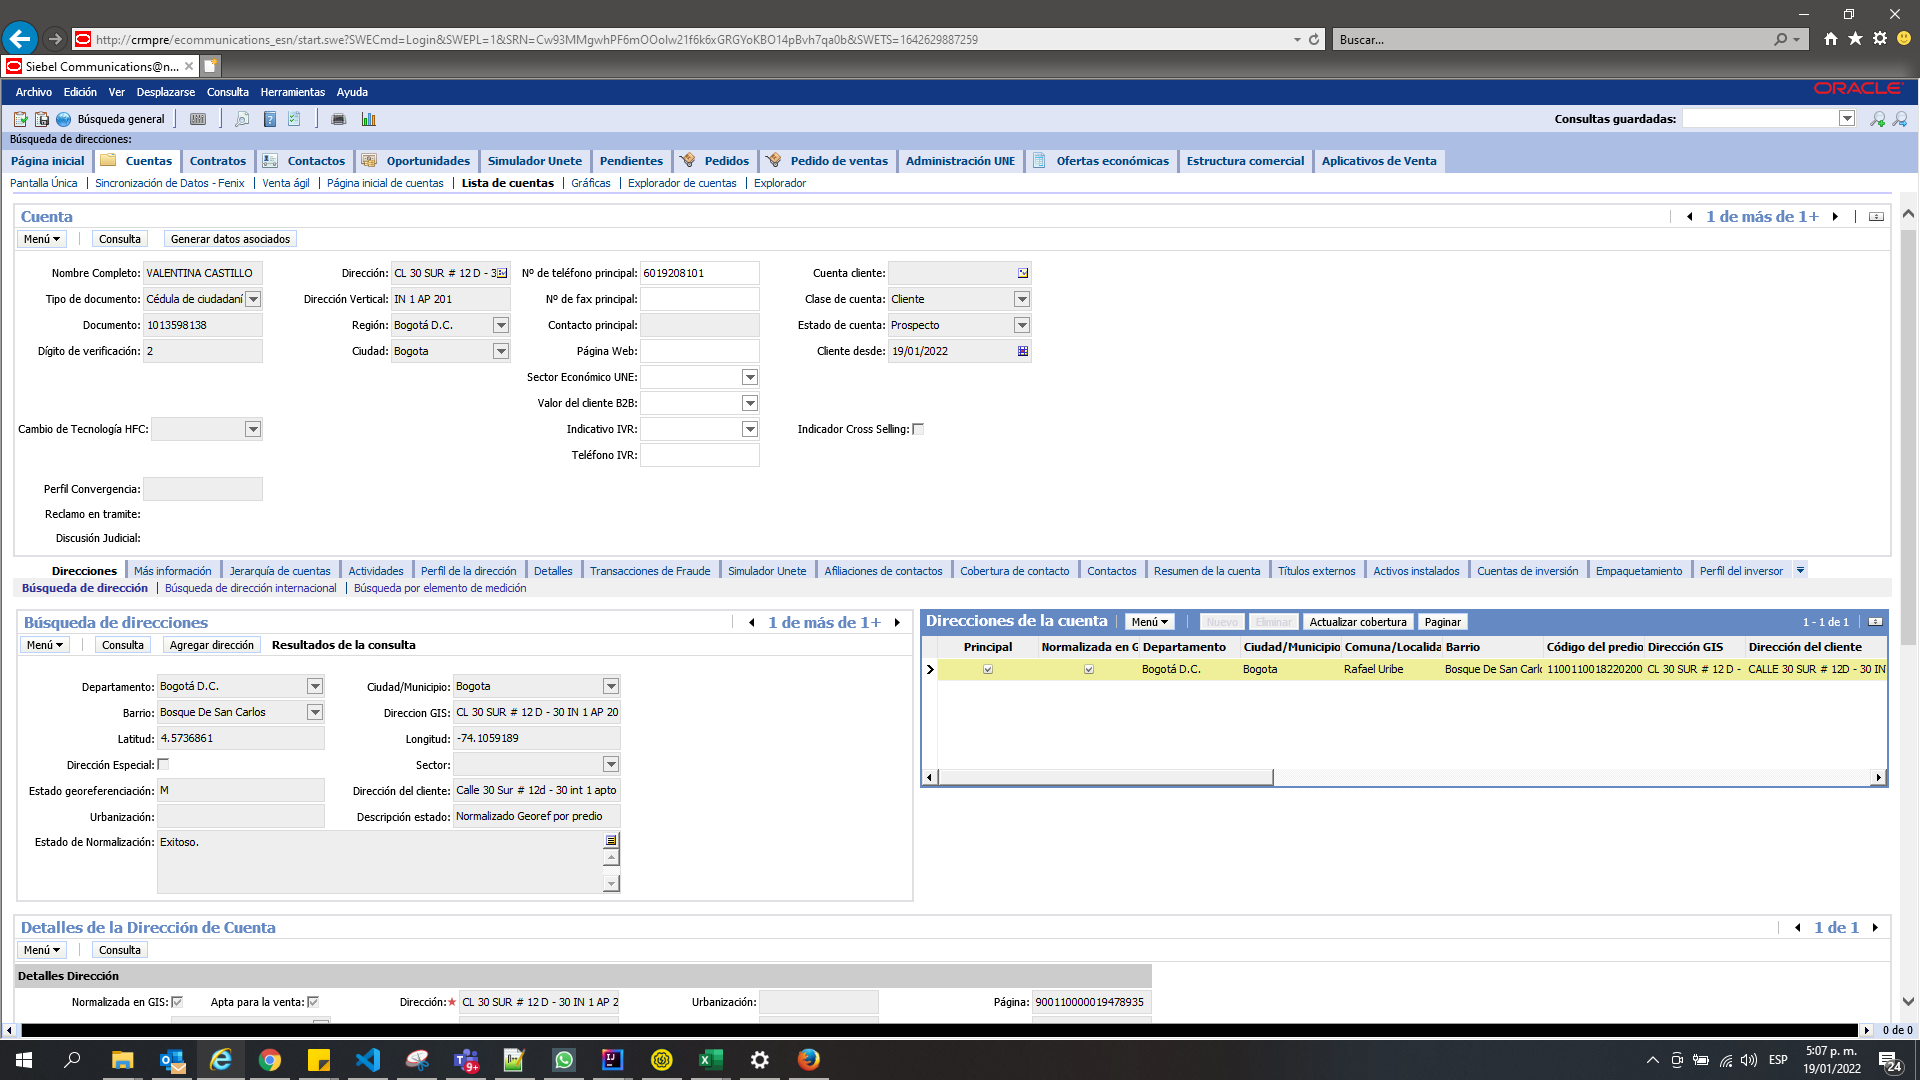 http://crmpre/ecommunications_esn/start.swe?SWECmd=Login&SWEPL=1&SRN=Cw93MMgwhPF6mOOolw21f6k6xGRGYoKBO14pBvh7qa0b&SWETS=1642629887259
Buscar...
Siebel Communications@n...
Archivo Edición Ver Desplazarse Consulta Herramientas Ayuda
ORACLE
Búsqueda general
Consultas guardadas:
Búsqueda de direcciones:
Página inicial Cuentas Contratos Contactos Oportunidades Simulador Unete Pendientes Pedidos Pedido de ventas Administración UNE Ofertas económicas Estructura comercial Aplicativos de Venta
Pantalla Única Sincronización de Datos - Fenix Venta ágil Página inicial de cuentas Lista de cuentas Gráficas Explorador de cuentas Explorador
Cuenta 1 de más de 1+
Menú Consulta Generar datos asociados
Nombre Completo: VALENTINA CASTILLO Dirección: CL 30 SUR # 12 D - 3 Nº de teléfono principal: 6019208101 Cuenta cliente:
Tipo de documento: Cédula de ciudadaní Dirección Vertical: IN 1 AP 201 Nº de fax principal: Clase de cuenta: Cliente
Documento: 1013598138 Región: Bogotá D.C. Contacto principal: Estado de cuenta: Prospecto
Dígito de verificación: 2 Ciudad: Bogota Página Web: Cliente desde: 19/01/2022
Sector Económico UNE:
Valor del cliente B2B:
Cambio de Tecnología HFC: Indicativo IVR: Indicador Cross Selling:
Teléfono IVR:
Perfil Convergencia:
Reclamo en tramite:
Discusión Judicial:
Direcciones Más información Jerarquía de cuentas Actividades Perfil de la dirección Detalles Transacciones de Fraude Simulador Unete Afiliaciones de contactos Cobertura de contacto Contactos Resumen de la cuenta Títulos externos Activos instalados Cuentas de inversión Empaquetamiento Perfil del inversor
Búsqueda de dirección Búsqueda de dirección internacional Búsqueda por elemento de medición
Búsqueda de direcciones 1 de más de 1+
Menú Consulta Agregar dirección Resultados de la consulta
Departamento: Bogotá D.C. Ciudad/Municipio: Bogota
Barrio: Bosque De San Carlos Direccion GIS: CL 30 SUR # 12 D - 30 IN 1 AP 20
Latitud: 4.5736861 Longitud: -74.1059189
Dirección Especial: Sector:
Estado georeferenciación: M Dirección del cliente: Calle 30 Sur # 12d - 30 int 1 apto
Urbanización: Descripción estado: Normalizado Georef por predio
Estado de Normalización: Exitoso.
Direcciones de la cuenta Menú Nuevo Eliminar Actualizar cobertura Paginar 1 - 1 de 1
Principal Normalizada en G Departamento Ciudad/Municipio Comuna/Localida Barrio Código del predio Dirección GIS Dirección del cliente
Bogotá D.C. Bogota Rafael Uribe Bosque De San Carlo 1100110018220200 CL 30 SUR # 12 D - CALLE 30 SUR # 12D - 30 IN
Detalles de la Dirección de Cuenta 1 de 1
Menú Consulta
Detalles Dirección
Normalizada en GIS: Apta para la venta: Dirección:* CL 30 SUR # 12 D - 30 IN 1 AP 2 Urbanización: Página: 900110000019478935
0 de 0
9+
ESP
5:07 p. m.
19/01/2022
24